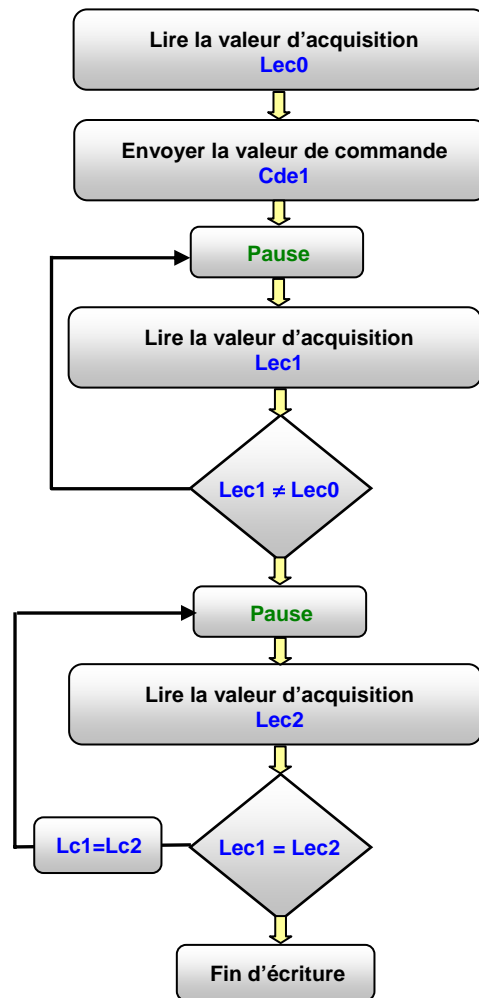 Lire la valeur d’acquisition
Lec0
Envoyer la valeur de commande
Cde1
Pause
Lire la valeur d’acquisition
Lec1
Lec1 ≠ Lec0
Pause
Lire la valeur d’acquisition
Lec2
Lc1=Lc2
Lec1 = Lec2
Fin d’écriture